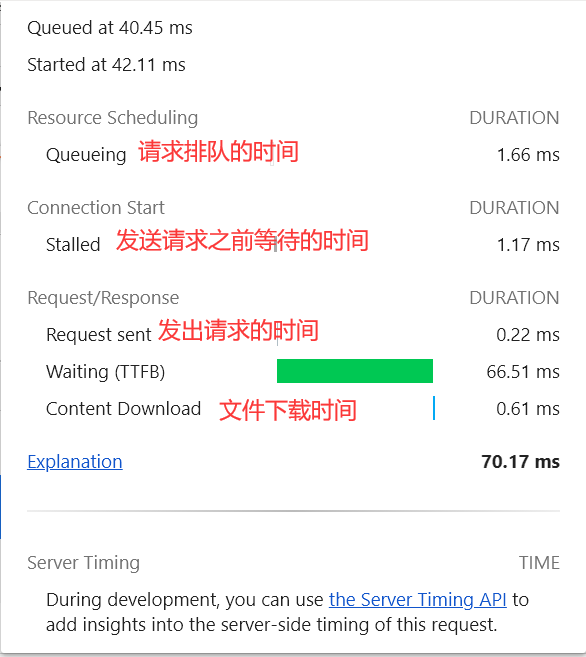 Queued at 40.45 ms
Started at 42.11 ms
Resource Scheduling DURATION
Queueing 请求排队的时间 1.66 ms
Connection Start DURATION
Stalled 发送请求之前等待的时间 1.17 ms
Request/Response DURATION
Request sent 发出请求的时间 0.22 ms
Waiting (TTFB) 66.51 ms
Content Download 文件下载时间 0.61 ms
Explanation 70.17 ms
Server Timing TIME
During development, you can use the Server Timing API to
add insights into the server-side timing of this request.